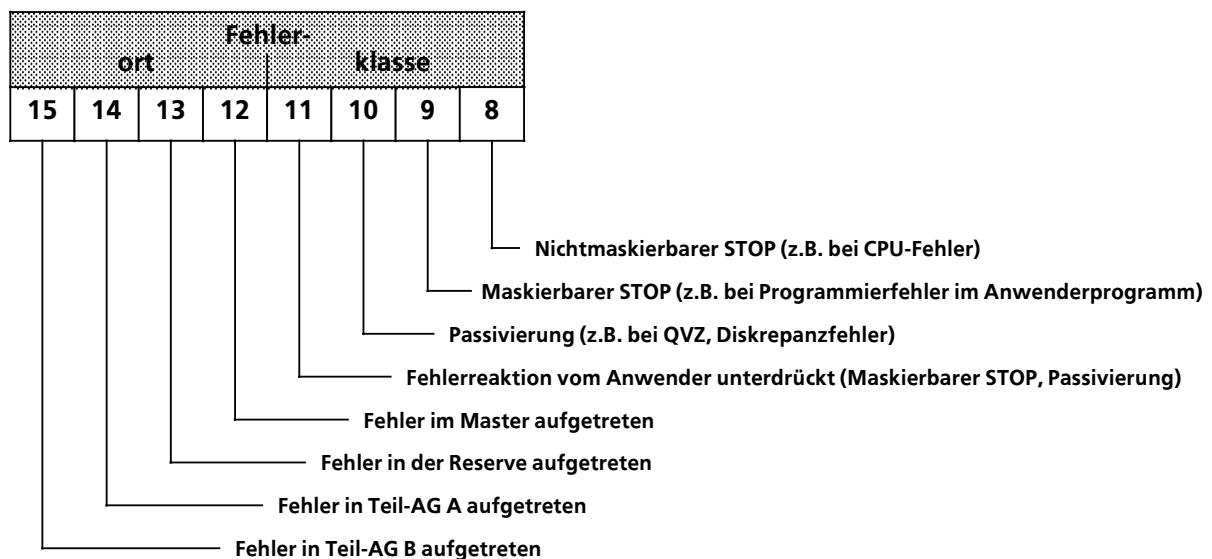 Fehler-
ort klasse
15 14 13 12 11 10 9 8
Nichtmaskierbarer STOP (z.B. bei CPU-Fehler)
Maskierbarer STOP (z.B. bei Programmierfehler im Anwenderprogramm)
Passivierung (z.B. bei QVZ, Diskrepanzfehler)
Fehlerreaktion vom Anwender unterdrückt (Maskierbarer STOP, Passivierung)
Fehler im Master aufgetreten
Fehler in der Reserve aufgetreten
Fehler in Teil-AG A aufgetreten
Fehler in Teil-AG B aufgetreten